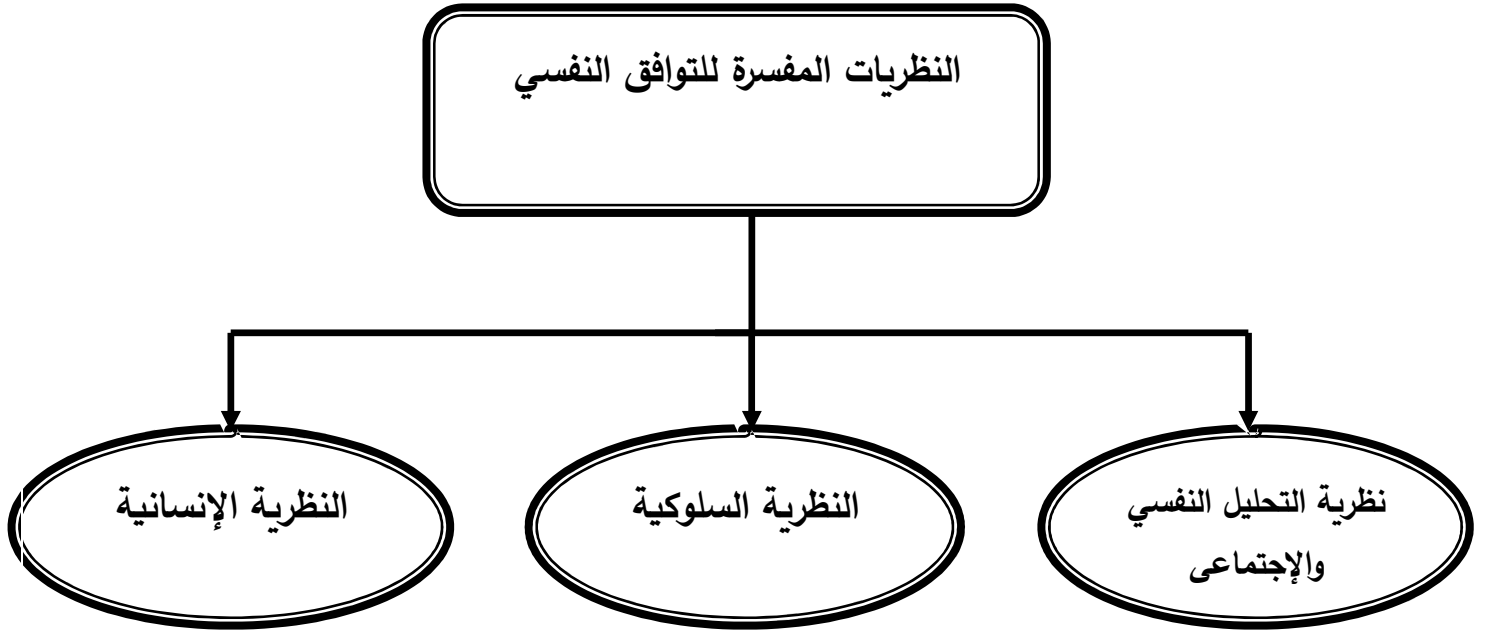 النظريات المفسرة للتوافق النفسي
نظرية التحليل النفسي
والإجتماعى
النظرية السلوكية
النظرية الإنسانية